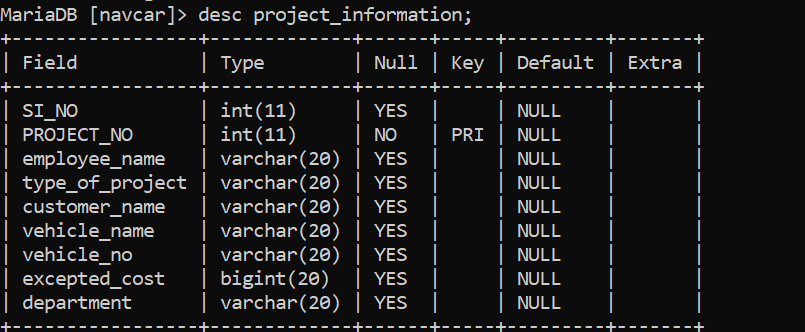 MariaDB [navcar]> desc project_information;
+-----------------+-------------+------+-----+---------+-------+
| Field           | Type        | Null | Key | Default | Extra |
+-----------------+-------------+------+-----+---------+-------+
| SI_NO           | int(11)     | YES  |     | NULL    |       |
| PROJECT_NO      | int(11)     | NO   | PRI | NULL    |       |
| employee_name   | varchar(20) | YES  |     | NULL    |       |
| type_of_project | varchar(20) | YES  |     | NULL    |       |
| customer_name   | varchar(20) | YES  |     | NULL    |       |
| vehicle_name    | varchar(20) | YES  |     | NULL    |       |
| vehicle_no      | varchar(20) | YES  |     | NULL    |       |
| excepted_cost   | bigint(20)  | YES  |     | NULL    |       |
| department      | varchar(20) | YES  |     | NULL    |       |
+-----------------+-------------+------+-----+---------+-------+